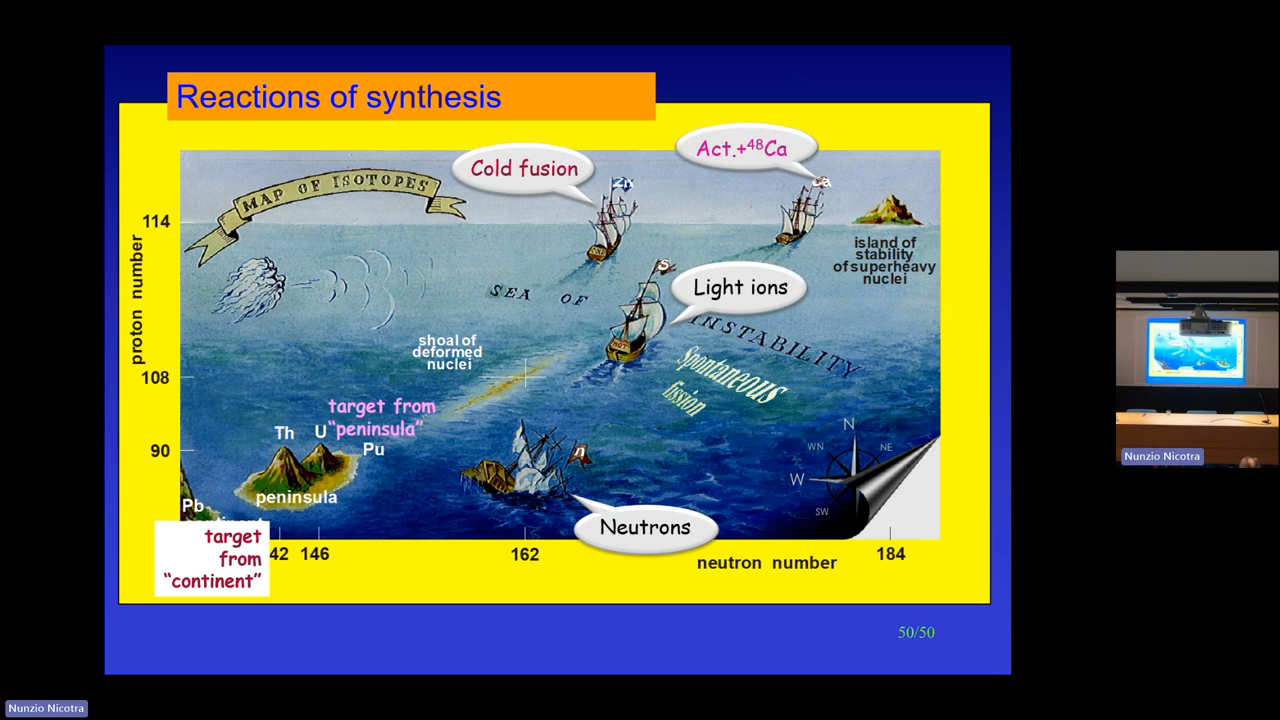 Reactions of synthesis
Act.+⁴⁸Ca
Cold fusion
MAP OF ISOTOPES
Zn
Ca
114
island of
stability
of superheavy
nuclei
proton number
S
Light ions
SEA OF
INSTABILITY
HOT
shoal of
deformed
nuclei
Spontaneous
fission
108
target from
"peninsula"
Th
U
Pu
90
N
WN
NE
W
SW
n
peninsula
Pb
Neutrons
target
from
"continent"
42
146
162
184
neutron number
50/50
Nunzio Nicotra
Nunzio Nicotra